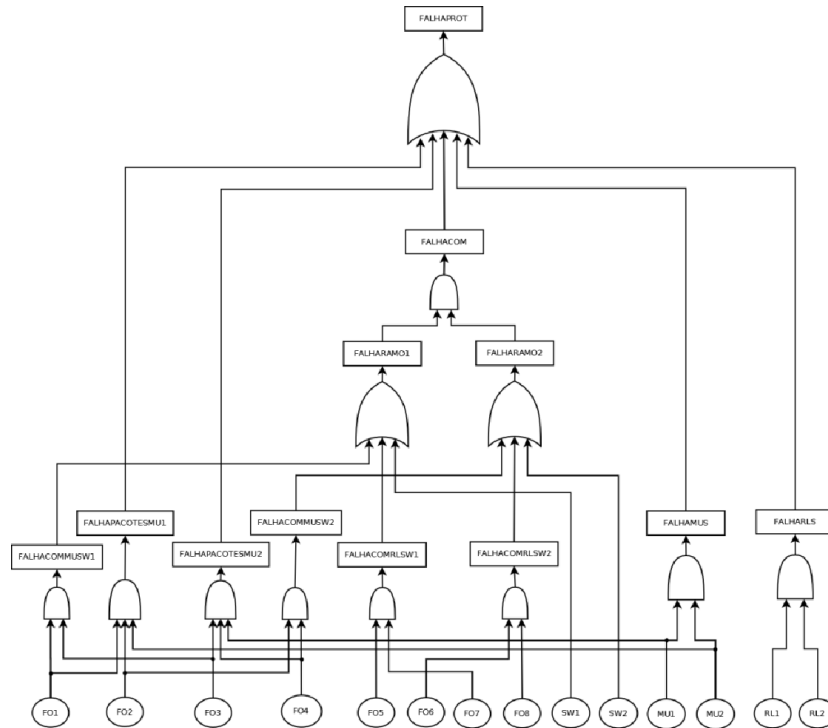 FALHAPROT
FALHACOM
FALHARAMO1
FALHARAMO2
FALHAPACOTESMU1
FALHACOMMUSW2
FALHAMUS
FALHARLS
FALHACOMMUSW1
FALHAPACOTESMU2
FALHACOMRLSW1
FALHACOMRLSW2
FO1
FO2
FO3
FO4
FO5
FO6
FO7
FO8
SW1
SW2
MU1
MU2
RL1
RL2